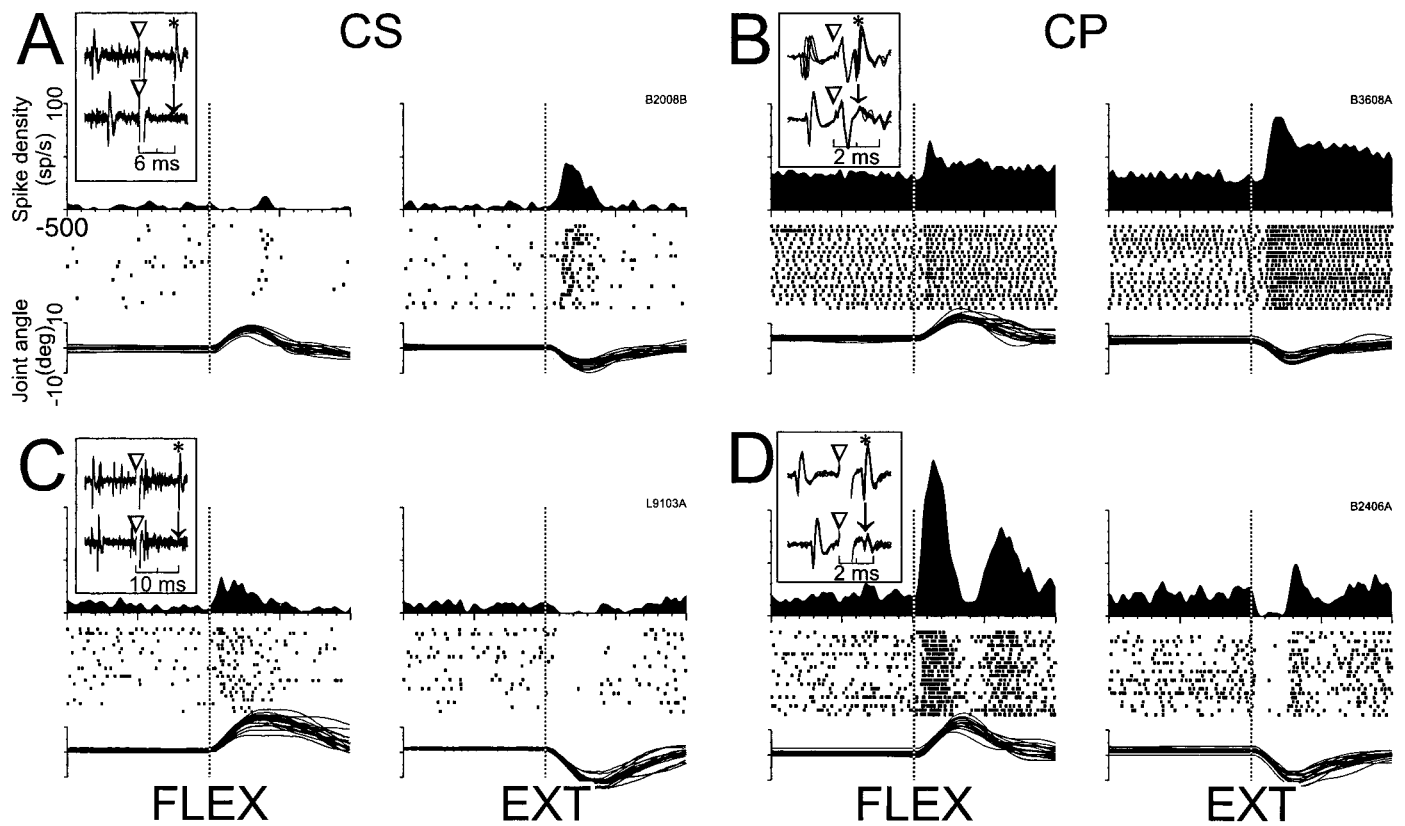 A
*
6 ms
CS
B2008B
Spike density
(sp/s)
100
-500
Joint angle
(deg)
10
-10
B
*
2 ms
CP
B3608A
C
*
10 ms
L9103A
FLEX
EXT
D
*
2 ms
B2406A
FLEX
EXT